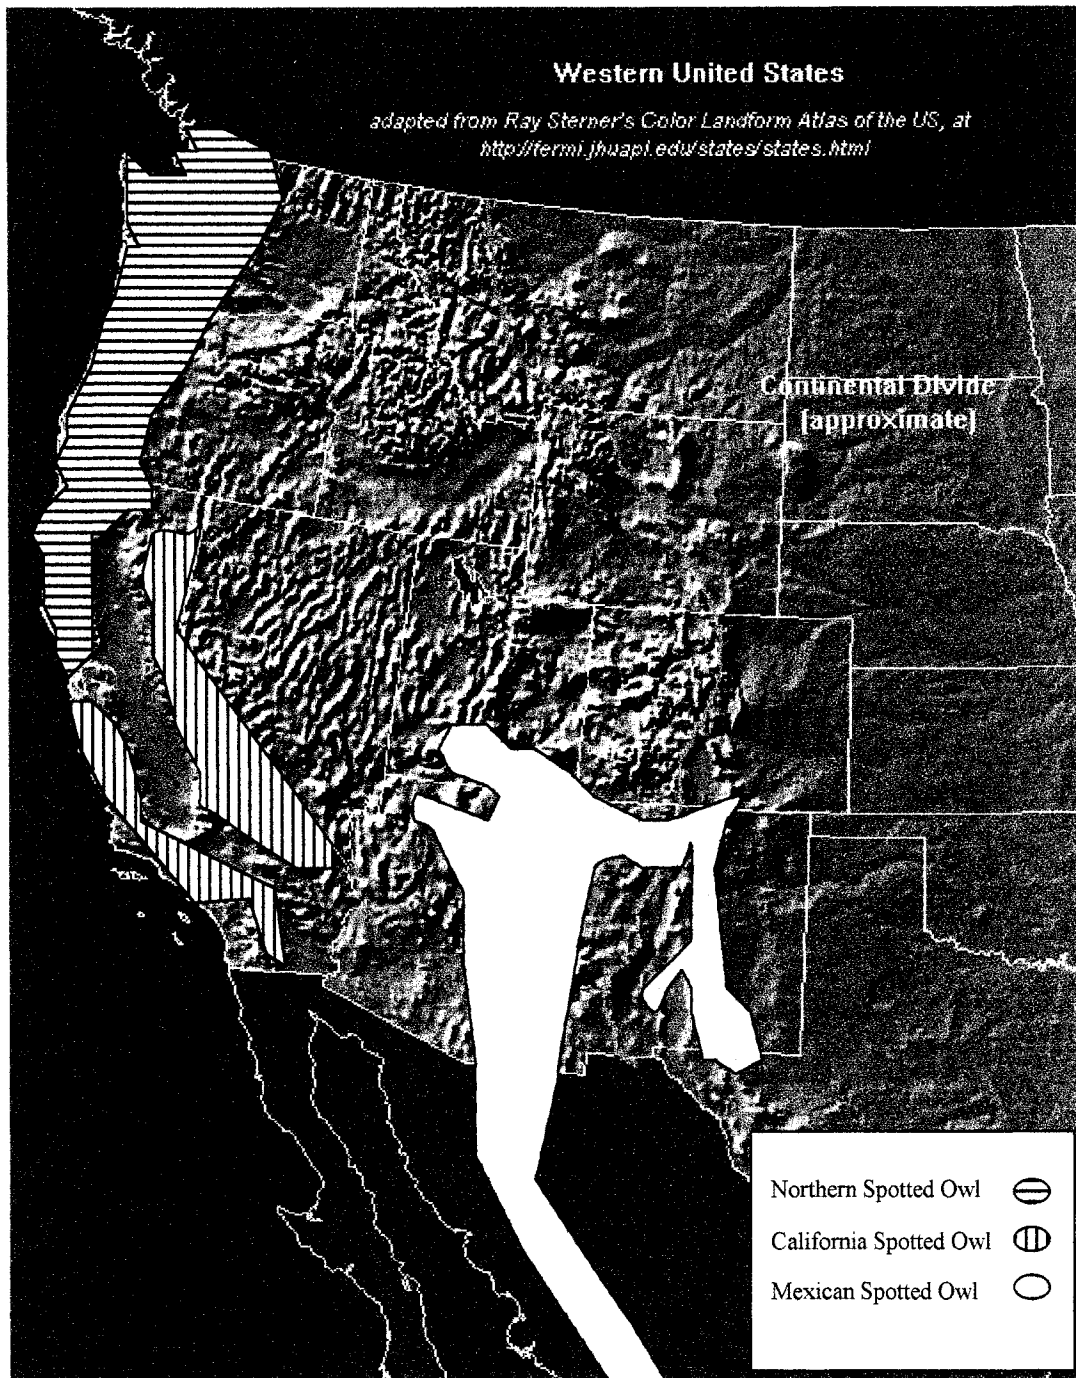 Western United States
adapted from Ray Sterner's Color Landform Atlas of the US, at
http://fermi.jhuapl.edu/states/states.html
Continental Divide
[approximate]
Northern Spotted Owl
California Spotted Owl
Mexican Spotted Owl